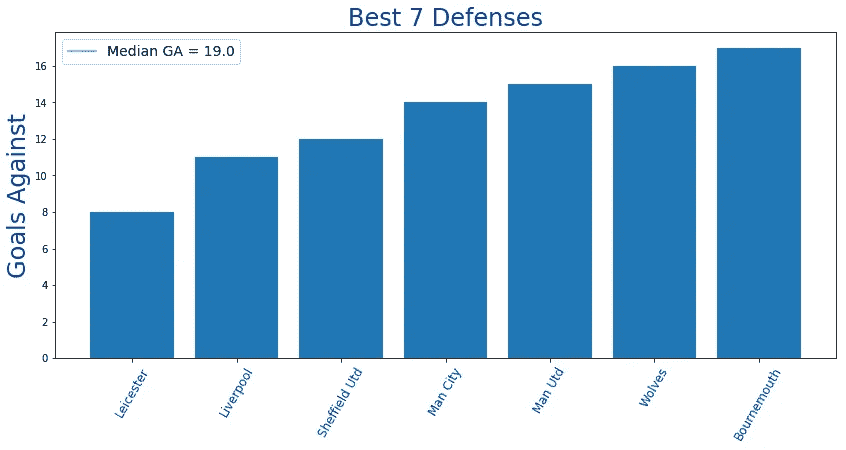 Best 7 Defenses
Median GA = 19.0
Goals Against
16
14
12
10
8
6
4
2
0
Leicester
Liverpool
Sheffield Utd
Man City
Man Utd
Wolves
Bournemouth